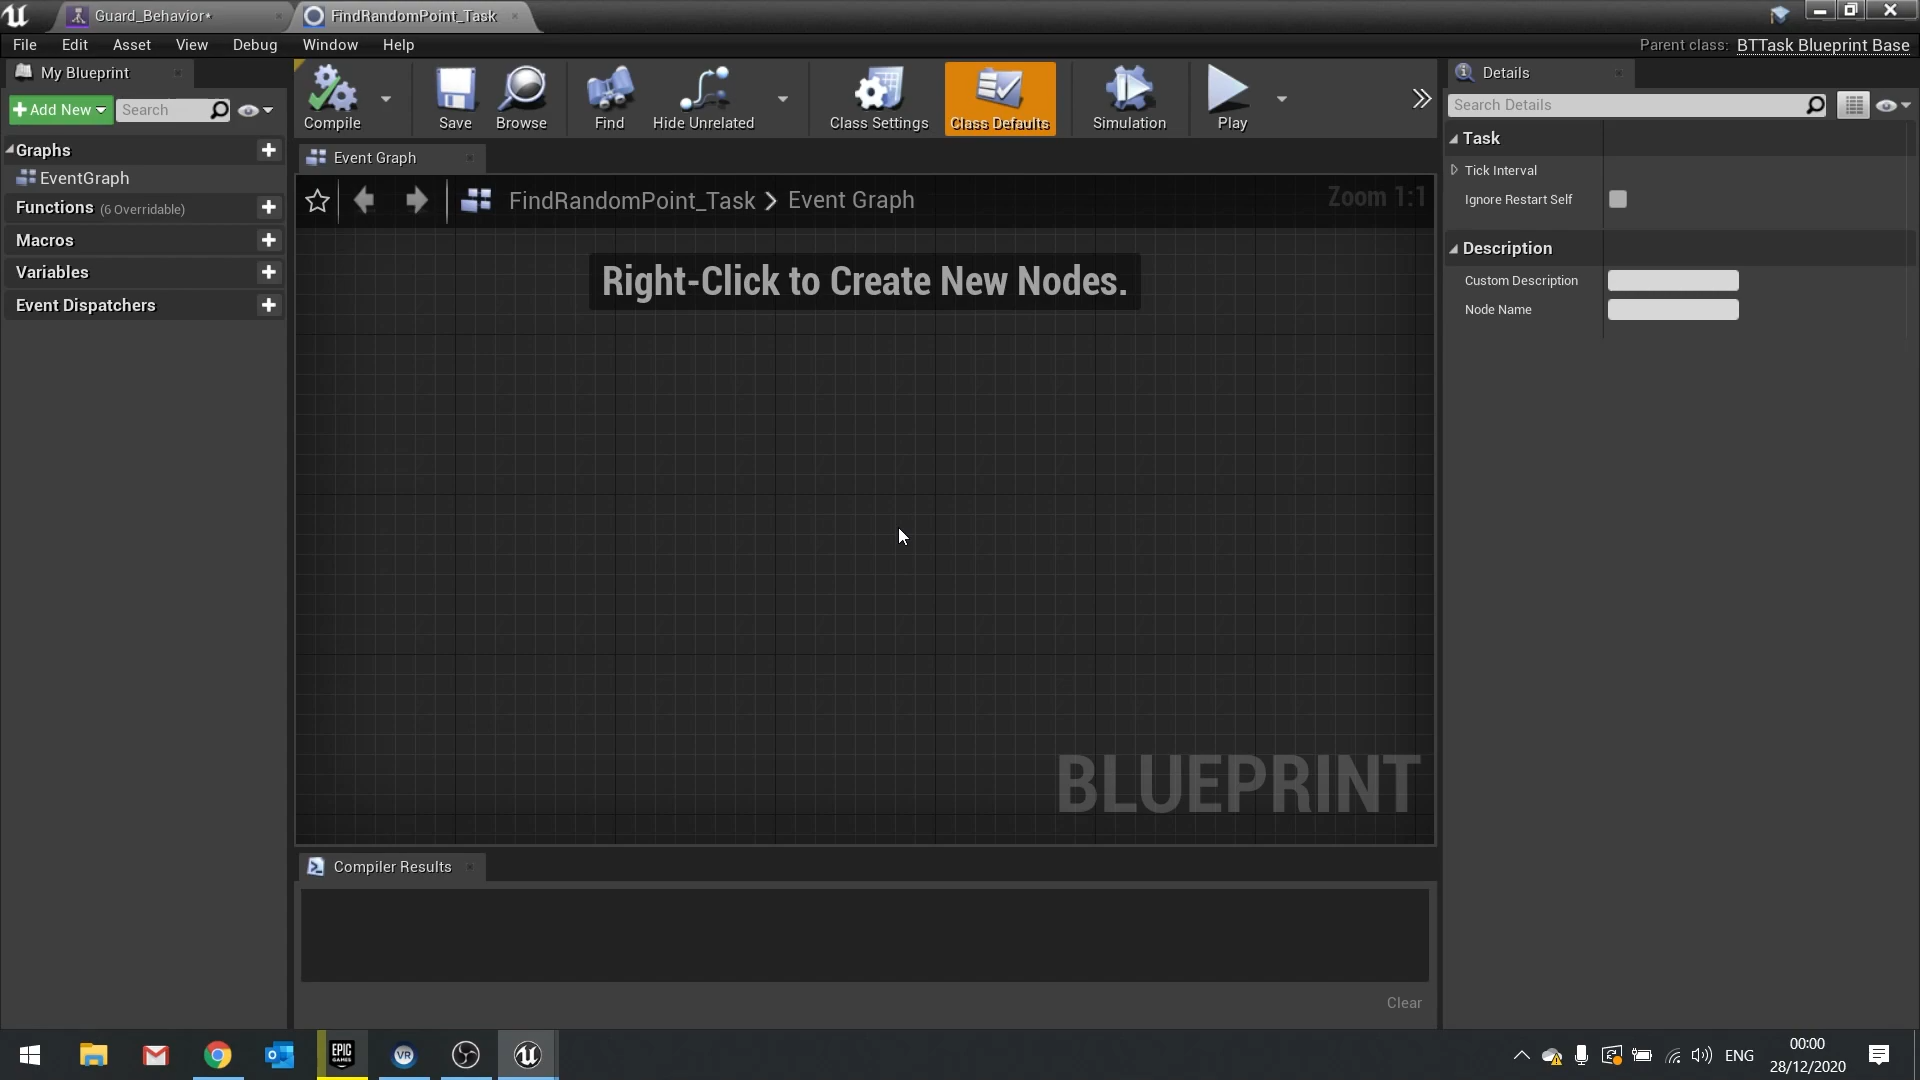 Guard_Behavior*
FindRandomPoint_Task
File Edit Asset View Debug Window Help
Parent class: BTTask Blueprint Base
My Blueprint
Add New
Search
Graphs
EventGraph
Functions (6 Overridable)
Macros
Variables
Event Dispatchers
Compile
Save
Browse
Find
Hide Unrelated
Class Settings
Class Defaults
Simulation
Play
Event Graph
FindRandomPoint_Task > Event Graph
Zoom 1:1
Right-Click to Create New Nodes.
BLUEPRINT
Compiler Results
Clear
Details
Search Details
Task
Tick Interval
Ignore Restart Self
Description
Custom Description
Node Name
EPIC
GAMES
VR
ENG
00:00
28/12/2020